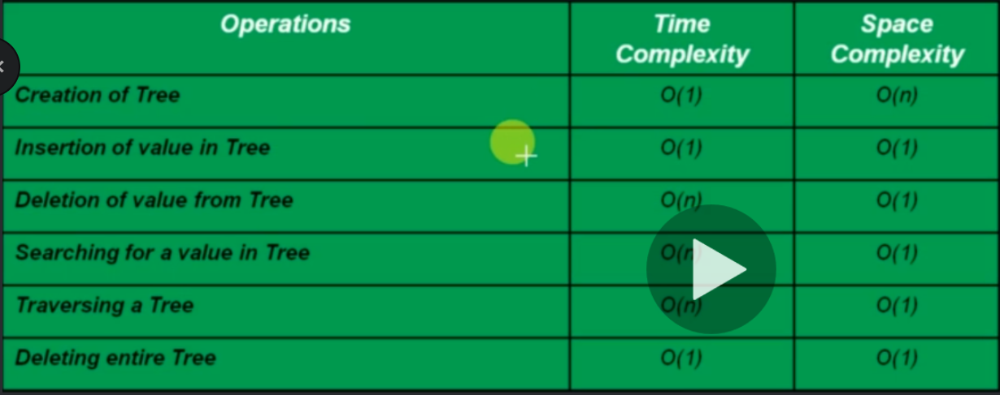 Operations
Time
Complexity
Space
Complexity
Creation of Tree
O(1)
O(n)
Insertion of value in Tree
O(1)
O(1)
Deletion of value from Tree
O(n)
O(1)
Searching for a value in Tree
O(n)
O(1)
Traversing a Tree
O(n)
O(1)
Deleting entire Tree
O(1)
O(1)